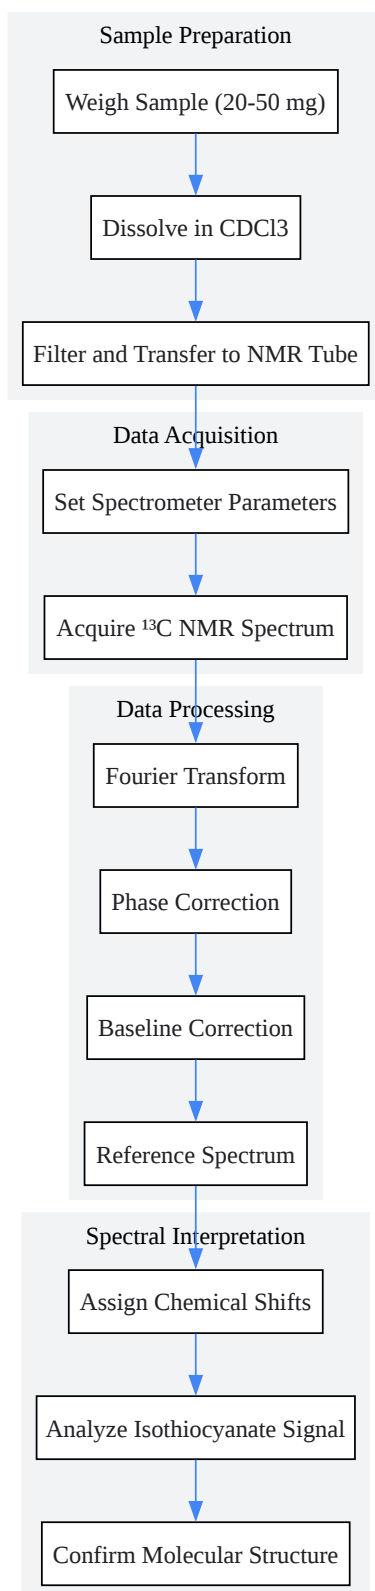 Sample Preparation
Weigh Sample (20-50 mg)
Dissolve in CDCl3
Filter and Transfer to NMR Tube
Data Acquisition
Set Spectrometer Parameters
Acquire ¹³C NMR Spectrum
Data Processing
Fourier Transform
Phase Correction
Baseline Correction
Reference Spectrum
Spectral Interpretation
Assign Chemical Shifts
Analyze Isothiocyanate Signal
Confirm Molecular Structure